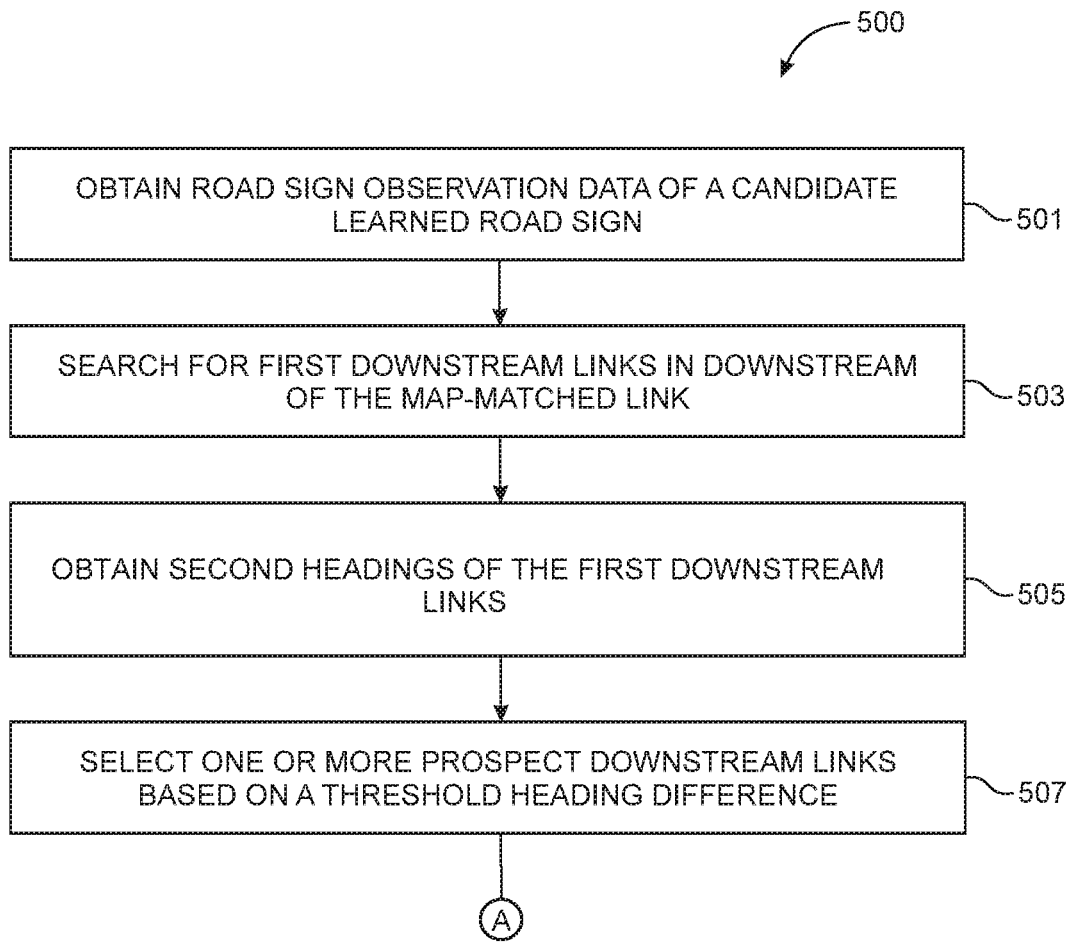 500
OBTAIN ROAD SIGN OBSERVATION DATA OF A CANDIDATE
LEARNED ROAD SIGN
501
SEARCH FOR FIRST DOWNSTREAM LINKS IN DOWNSTREAM
OF THE MAP-MATCHED LINK
503
OBTAIN SECOND HEADINGS OF THE FIRST DOWNSTREAM
LINKS
505
SELECT ONE OR MORE PROSPECT DOWNSTREAM LINKS
BASED ON A THRESHOLD HEADING DIFFERENCE
507
A